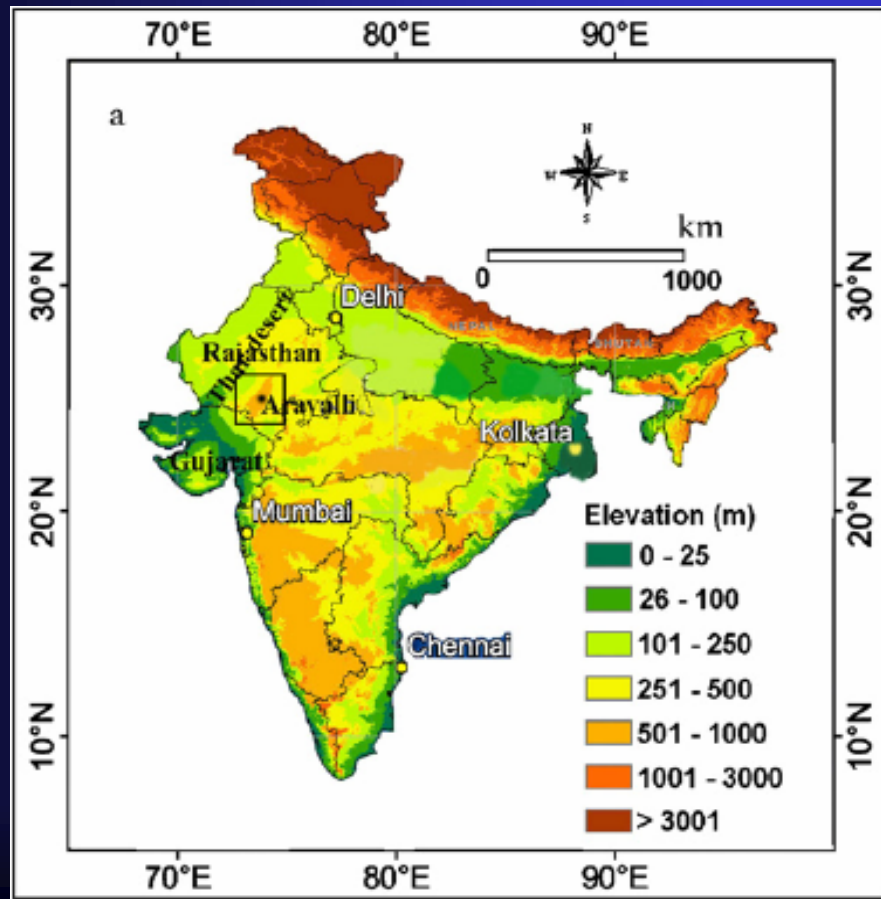 70°E 80°E 90°E
a
N
W E
S
km
0 1000
30°N 30°N
Delhi
NEPAL
BHUTAN
Thar desert
Rajasthan
Aravalli
Kolkata
Gujarat
20°N 20°N
Mumbai
Elevation (m)
0 - 25
26 - 100
101 - 250
Chennai
251 - 500
10°N 10°N
501 - 1000
1001 - 3000
> 3001
70°E 80°E 90°E